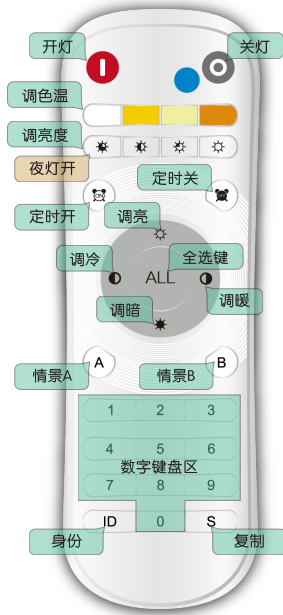 开灯
关灯
调色温
调亮度
夜灯开
定时关
ON
OFF
定时开
调亮
调冷
全选键
ALL
调暗
调暖
A
B
情景A
情景B
1 2 3
4 5 6
数字键盘区
7 8 9
ID 0 S
身份
复制